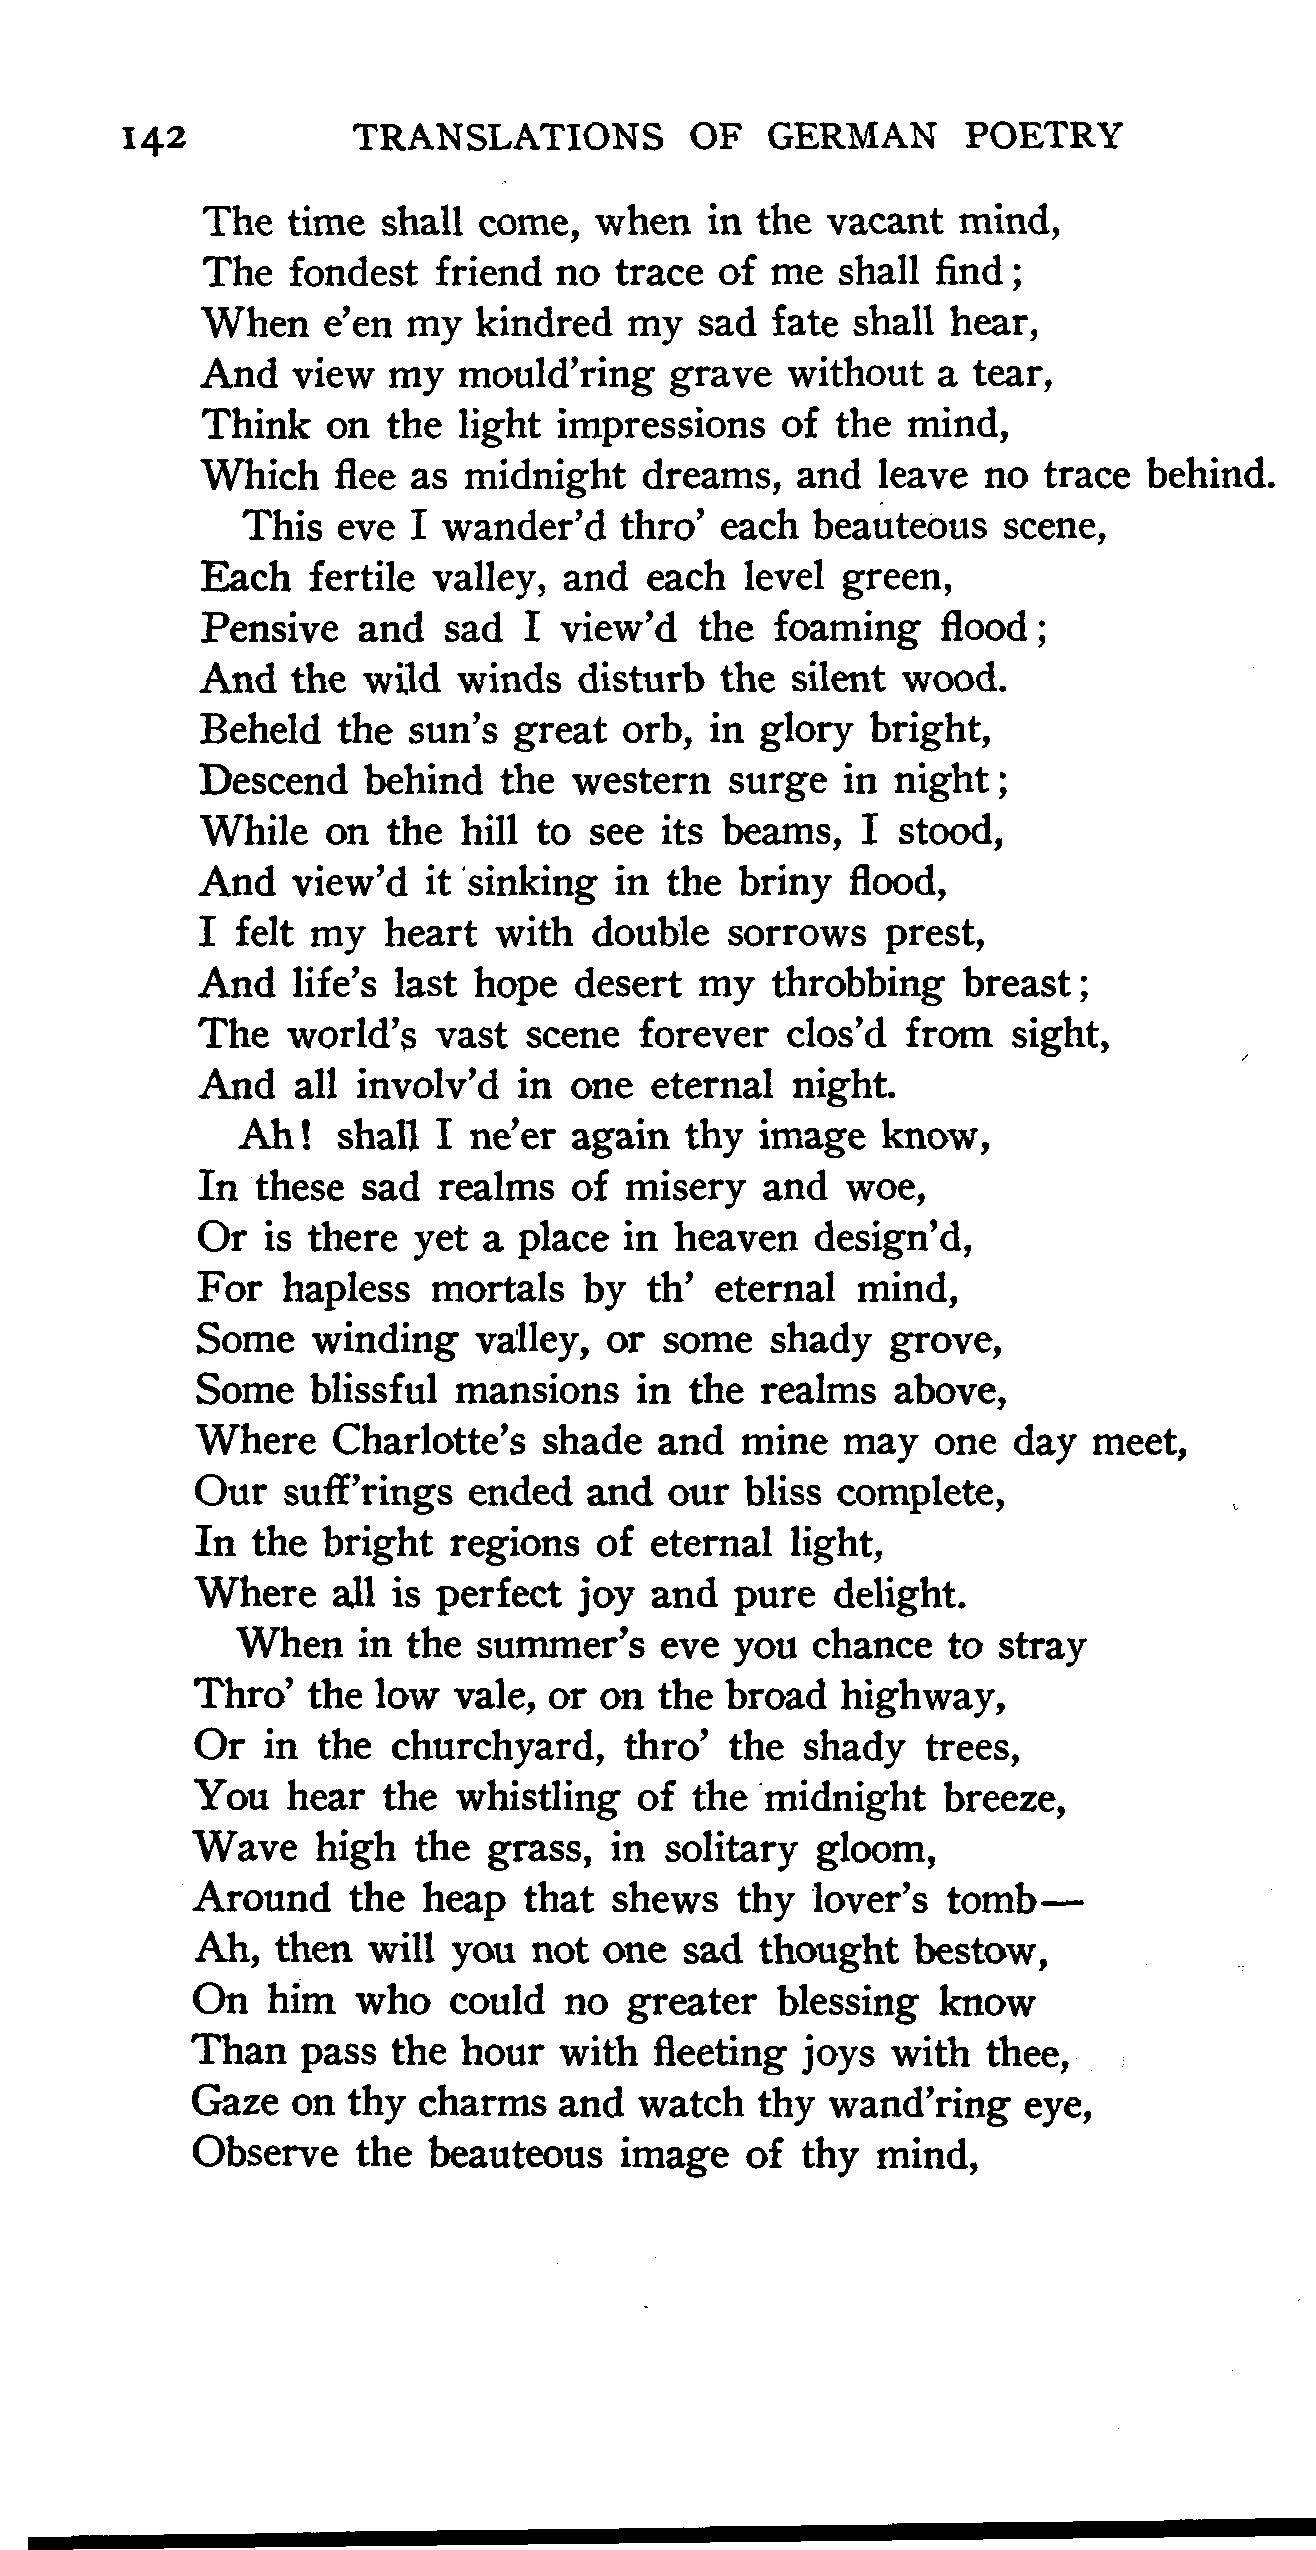 142 TRANSLATIONS OF GERMAN POETRY
The time shall come, when in the vacant mind,
The fondest friend no trace of me shall find;
When e'en my kindred my sad fate shall hear,
And view my mould'ring grave without a tear,
Think on the light impressions of the mind,
Which flee as midnight dreams, and leave no trace behind.
This eve I wander'd thro' each beauteous scene,
Each fertile valley, and each level green,
Pensive and sad I view'd the foaming flood;
And the wild winds disturb the silent wood.
Beheld the sun's great orb, in glory bright,
Descend behind the western surge in night;
While on the hill to see its beams, I stood,
And view'd it sinking in the briny flood,
I felt my heart with double sorrows prest,
And life's last hope desert my throbbing breast;
The world's vast scene forever clos'd from sight,
And all involv'd in one eternal night.
Ah! shall I ne'er again thy image know,
In these sad realms of misery and woe,
Or is there yet a place in heaven design'd,
For hapless mortals by th' eternal mind,
Some winding valley, or some shady grove,
Some blissful mansions in the realms above,
Where Charlotte's shade and mine may one day meet,
Our suff'rings ended and our bliss complete,
In the bright regions of eternal light,
Where all is perfect joy and pure delight.
When in the summer's eve you chance to stray
Thro' the low vale, or on the broad highway,
Or in the churchyard, thro' the shady trees,
You hear the whistling of the midnight breeze,
Wave high the grass, in solitary gloom,
Around the heap that shews thy lover's tomb—
Ah, then will you not one sad thought bestow,
On him who could no greater blessing know
Than pass the hour with fleeting joys with thee,
Gaze on thy charms and watch thy wand'ring eye,
Observe the beauteous image of thy mind,